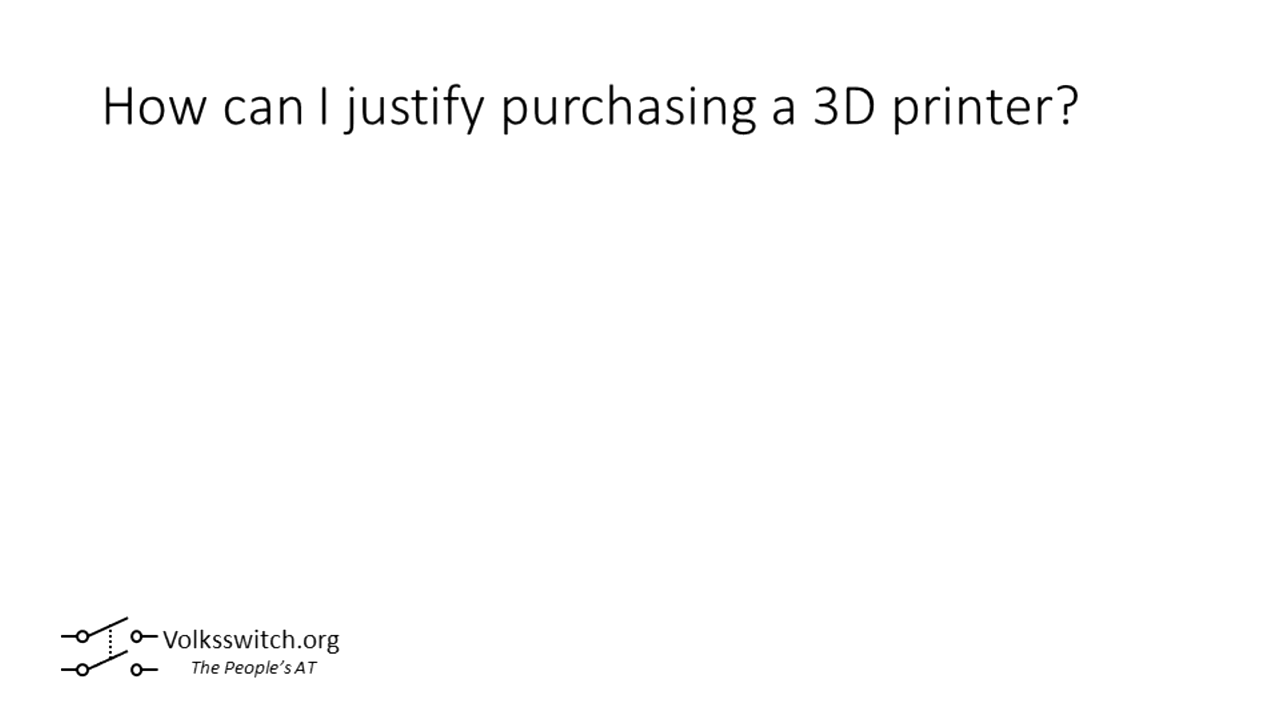 How can I justify purchasing a 3D printer?
Volksswitch.org
The People's AT